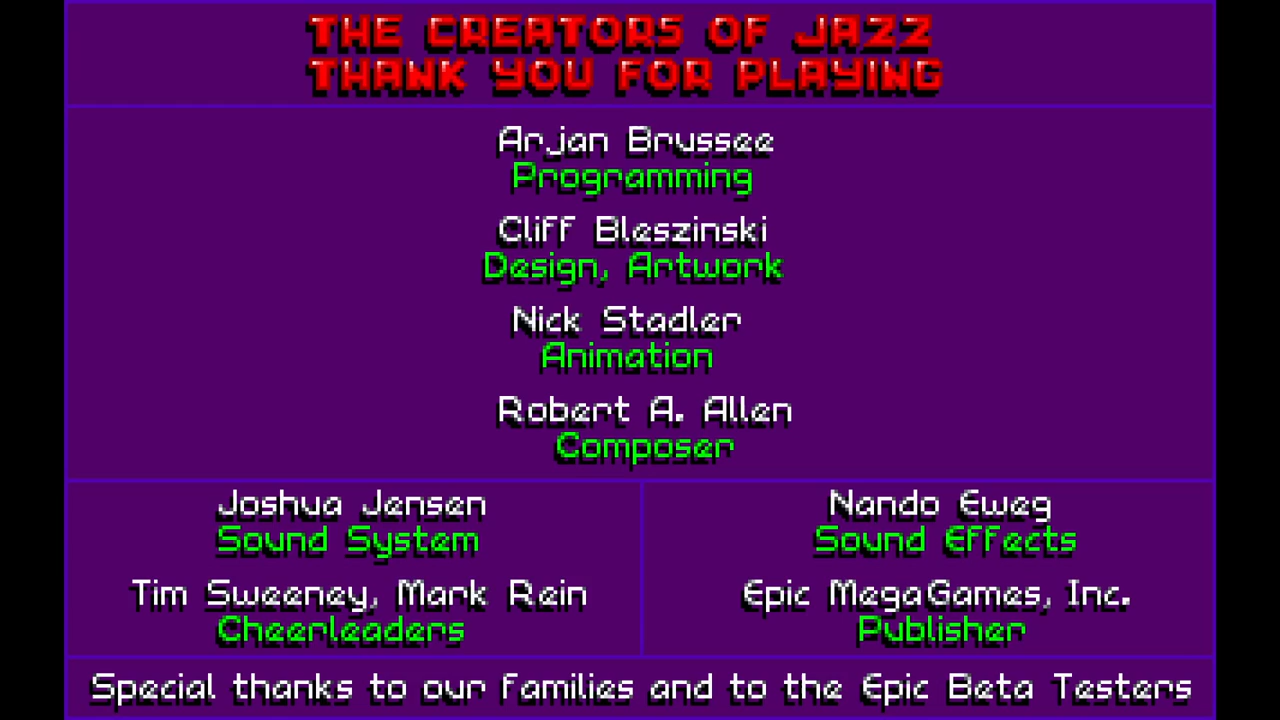 THE CREATORS OF JAZZ
THANK YOU FOR PLAYING
Arjan Brussee
Programming
Cliff Bleszinski
Design, Artwork
Nick Stadler
Animation
Robert A. Allen
Composer
Joshua Jensen
Sound System
Tim Sweeney, Mark Rein
Cheerleaders
Nando Eweg
Sound Effects
Epic MegaGames, Inc.
Publisher
Special thanks to our families and to the Epic Beta Testers